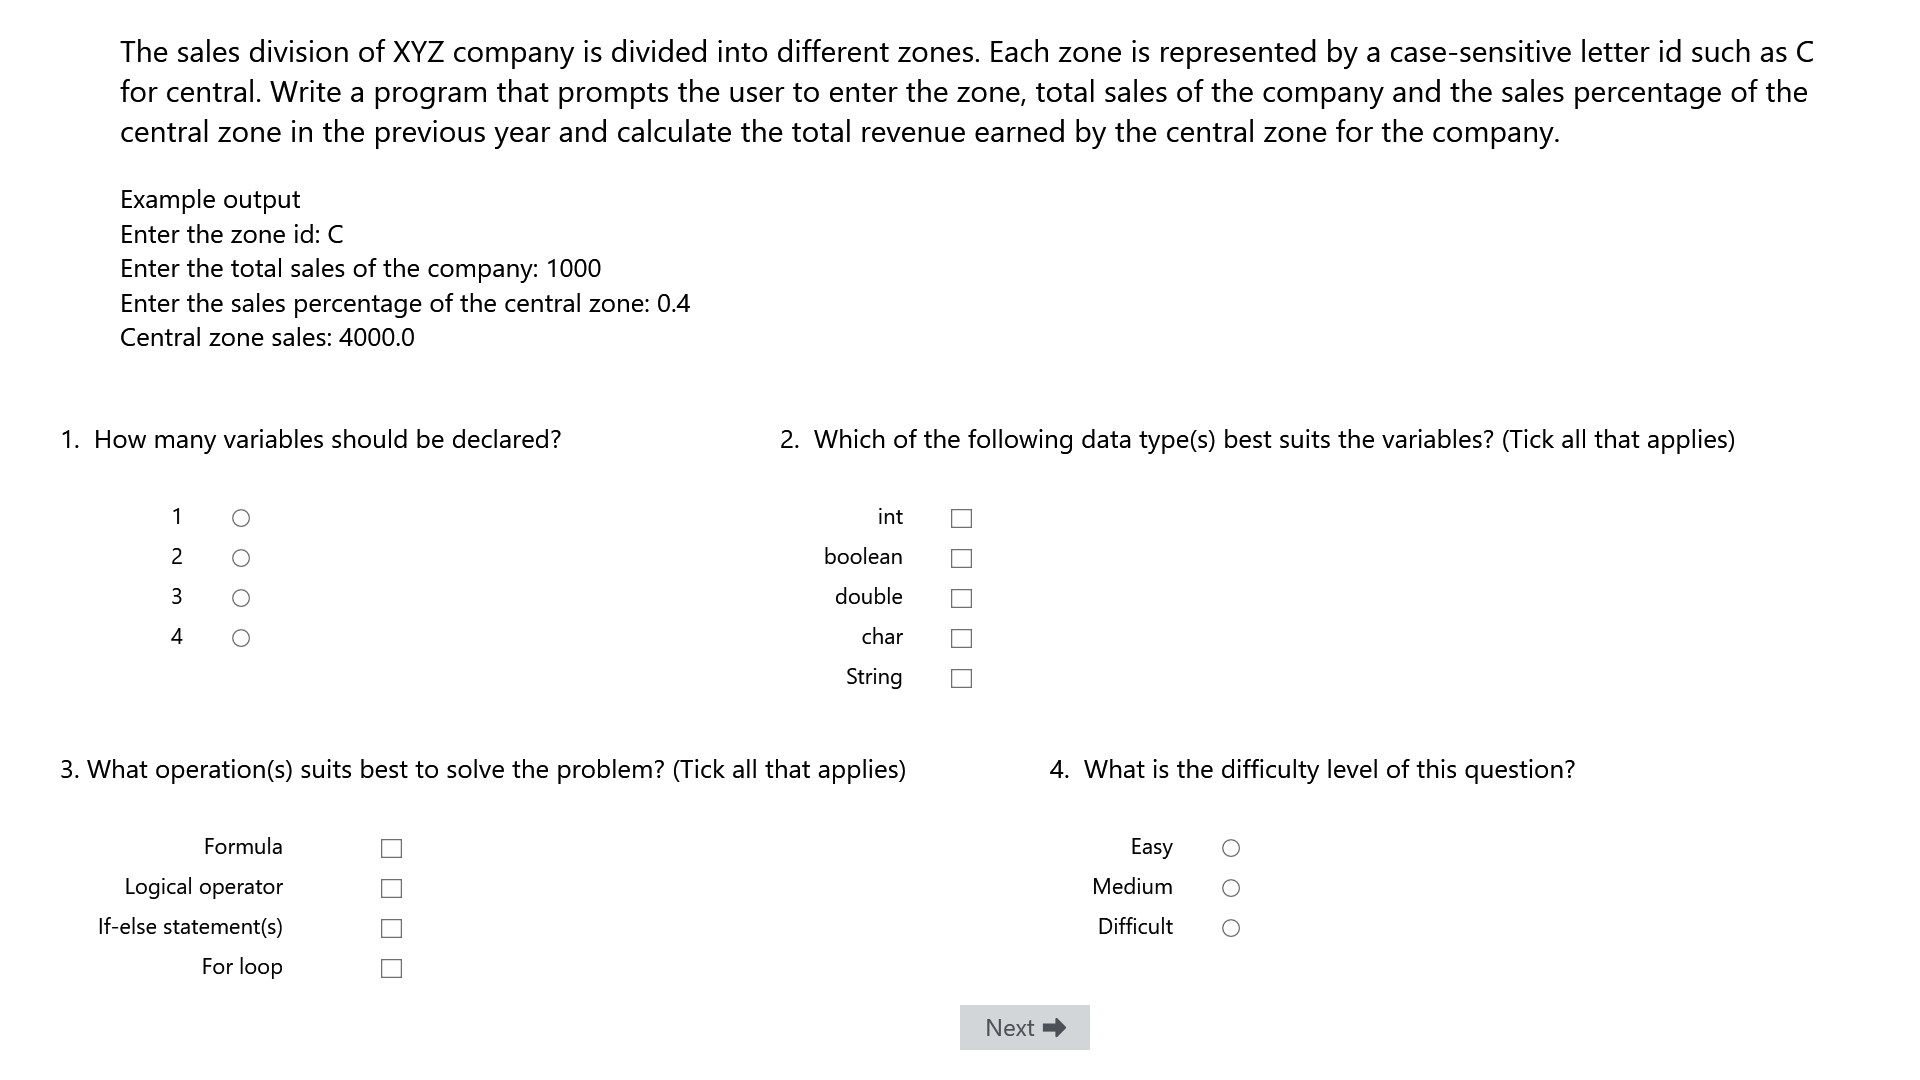 The sales division of XYZ company is divided into different zones. Each zone is represented by a case-sensitive letter id such as C
for central. Write a program that prompts the user to enter the zone, total sales of the company and the sales percentage of the
central zone in the previous year and calculate the total revenue earned by the central zone for the company.
Example output
Enter the zone id: C
Enter the total sales of the company: 1000
Enter the sales percentage of the central zone: 0.4
Central zone sales: 4000.0
1. How many variables should be declared?
1
2
3
4
2. Which of the following data type(s) best suits the variables? (Tick all that applies)
int
boolean
double
char
String
3. What operation(s) suits best to solve the problem? (Tick all that applies)
Formula
Logical operator
If-else statement(s)
For loop
4. What is the difficulty level of this question?
Easy
Medium
Difficult
Next